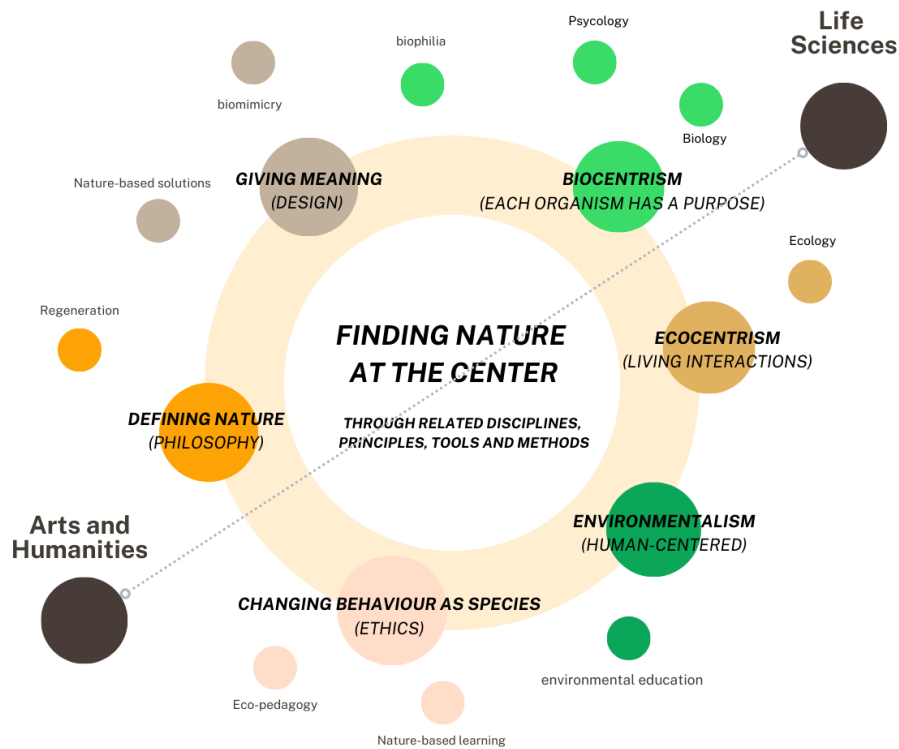 Life
Sciences
Psycology
biophilia
biomimicry
Biology
Nature-based solutions
GIVING MEANING
(DESIGN)
BIOCENTRISM
(EACH ORGANISM HAS A PURPOSE)
Ecology
Regeneration
FINDING NATURE
AT THE CENTER
ECOCENTRISM
(LIVING INTERACTIONS)
THROUGH RELATED DISCIPLINES,
PRINCIPLES, TOOLS AND METHODS
DEFINING NATURE
(PHILOSOPHY)
Arts and
Humanities
ENVIRONMENTALISM
(HUMAN-CENTERED)
CHANGING BEHAVIOUR AS SPECIES
(ETHICS)
environmental education
Eco-pedagogy
Nature-based learning